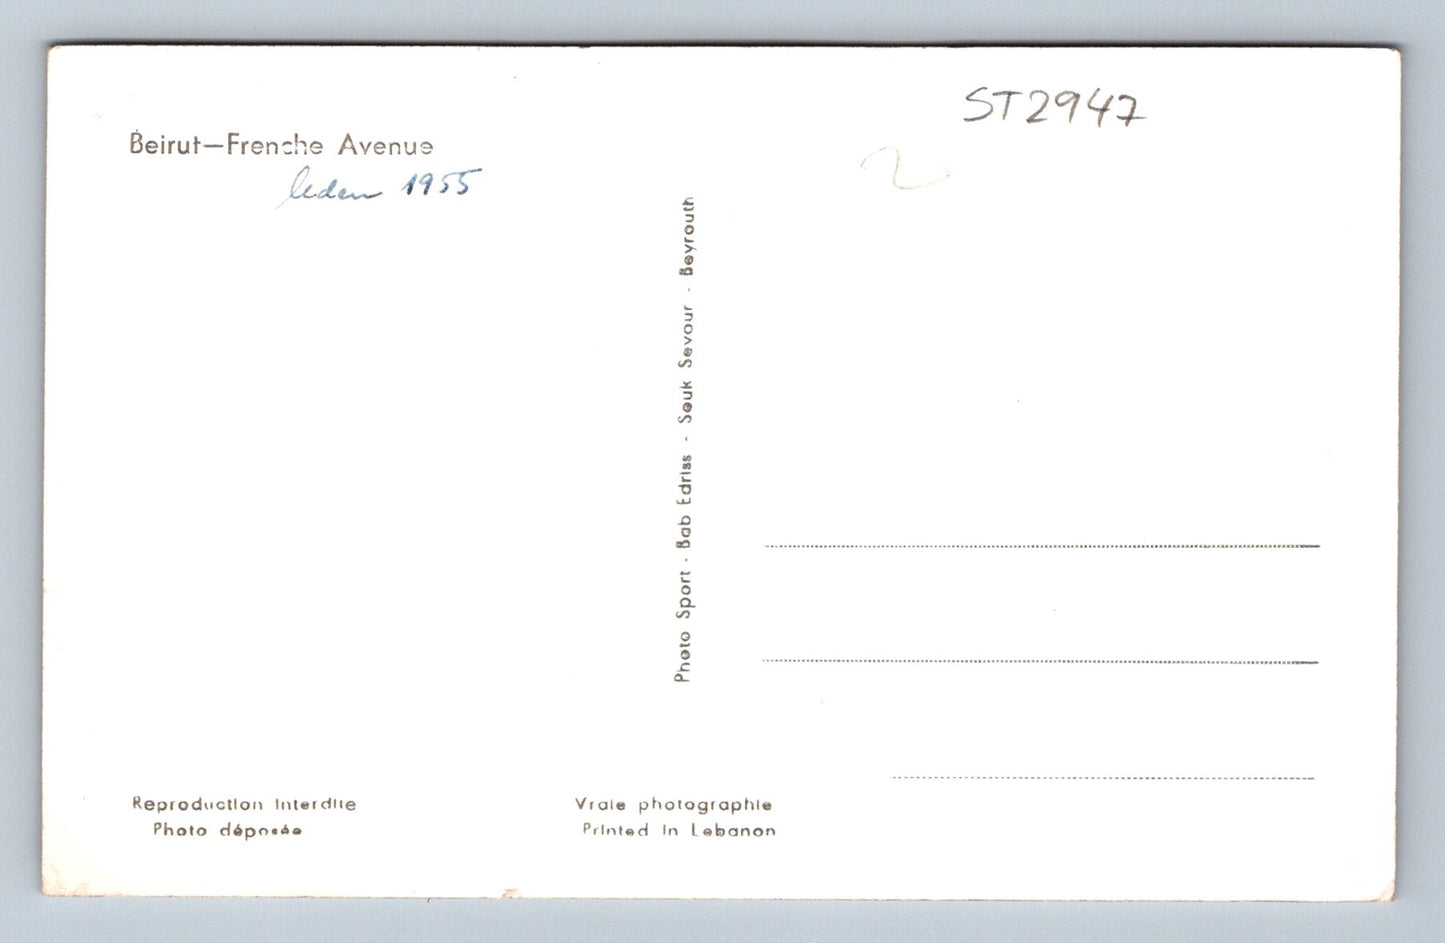 ST2947
Beirut—Frenche Avenue
leden 1955
Photo Sport - Bab Edriss - Souk Sevour - Beyrouth
Reproduction Interdite
Photo déposée
Vraie photographie
Printed In Lebanon